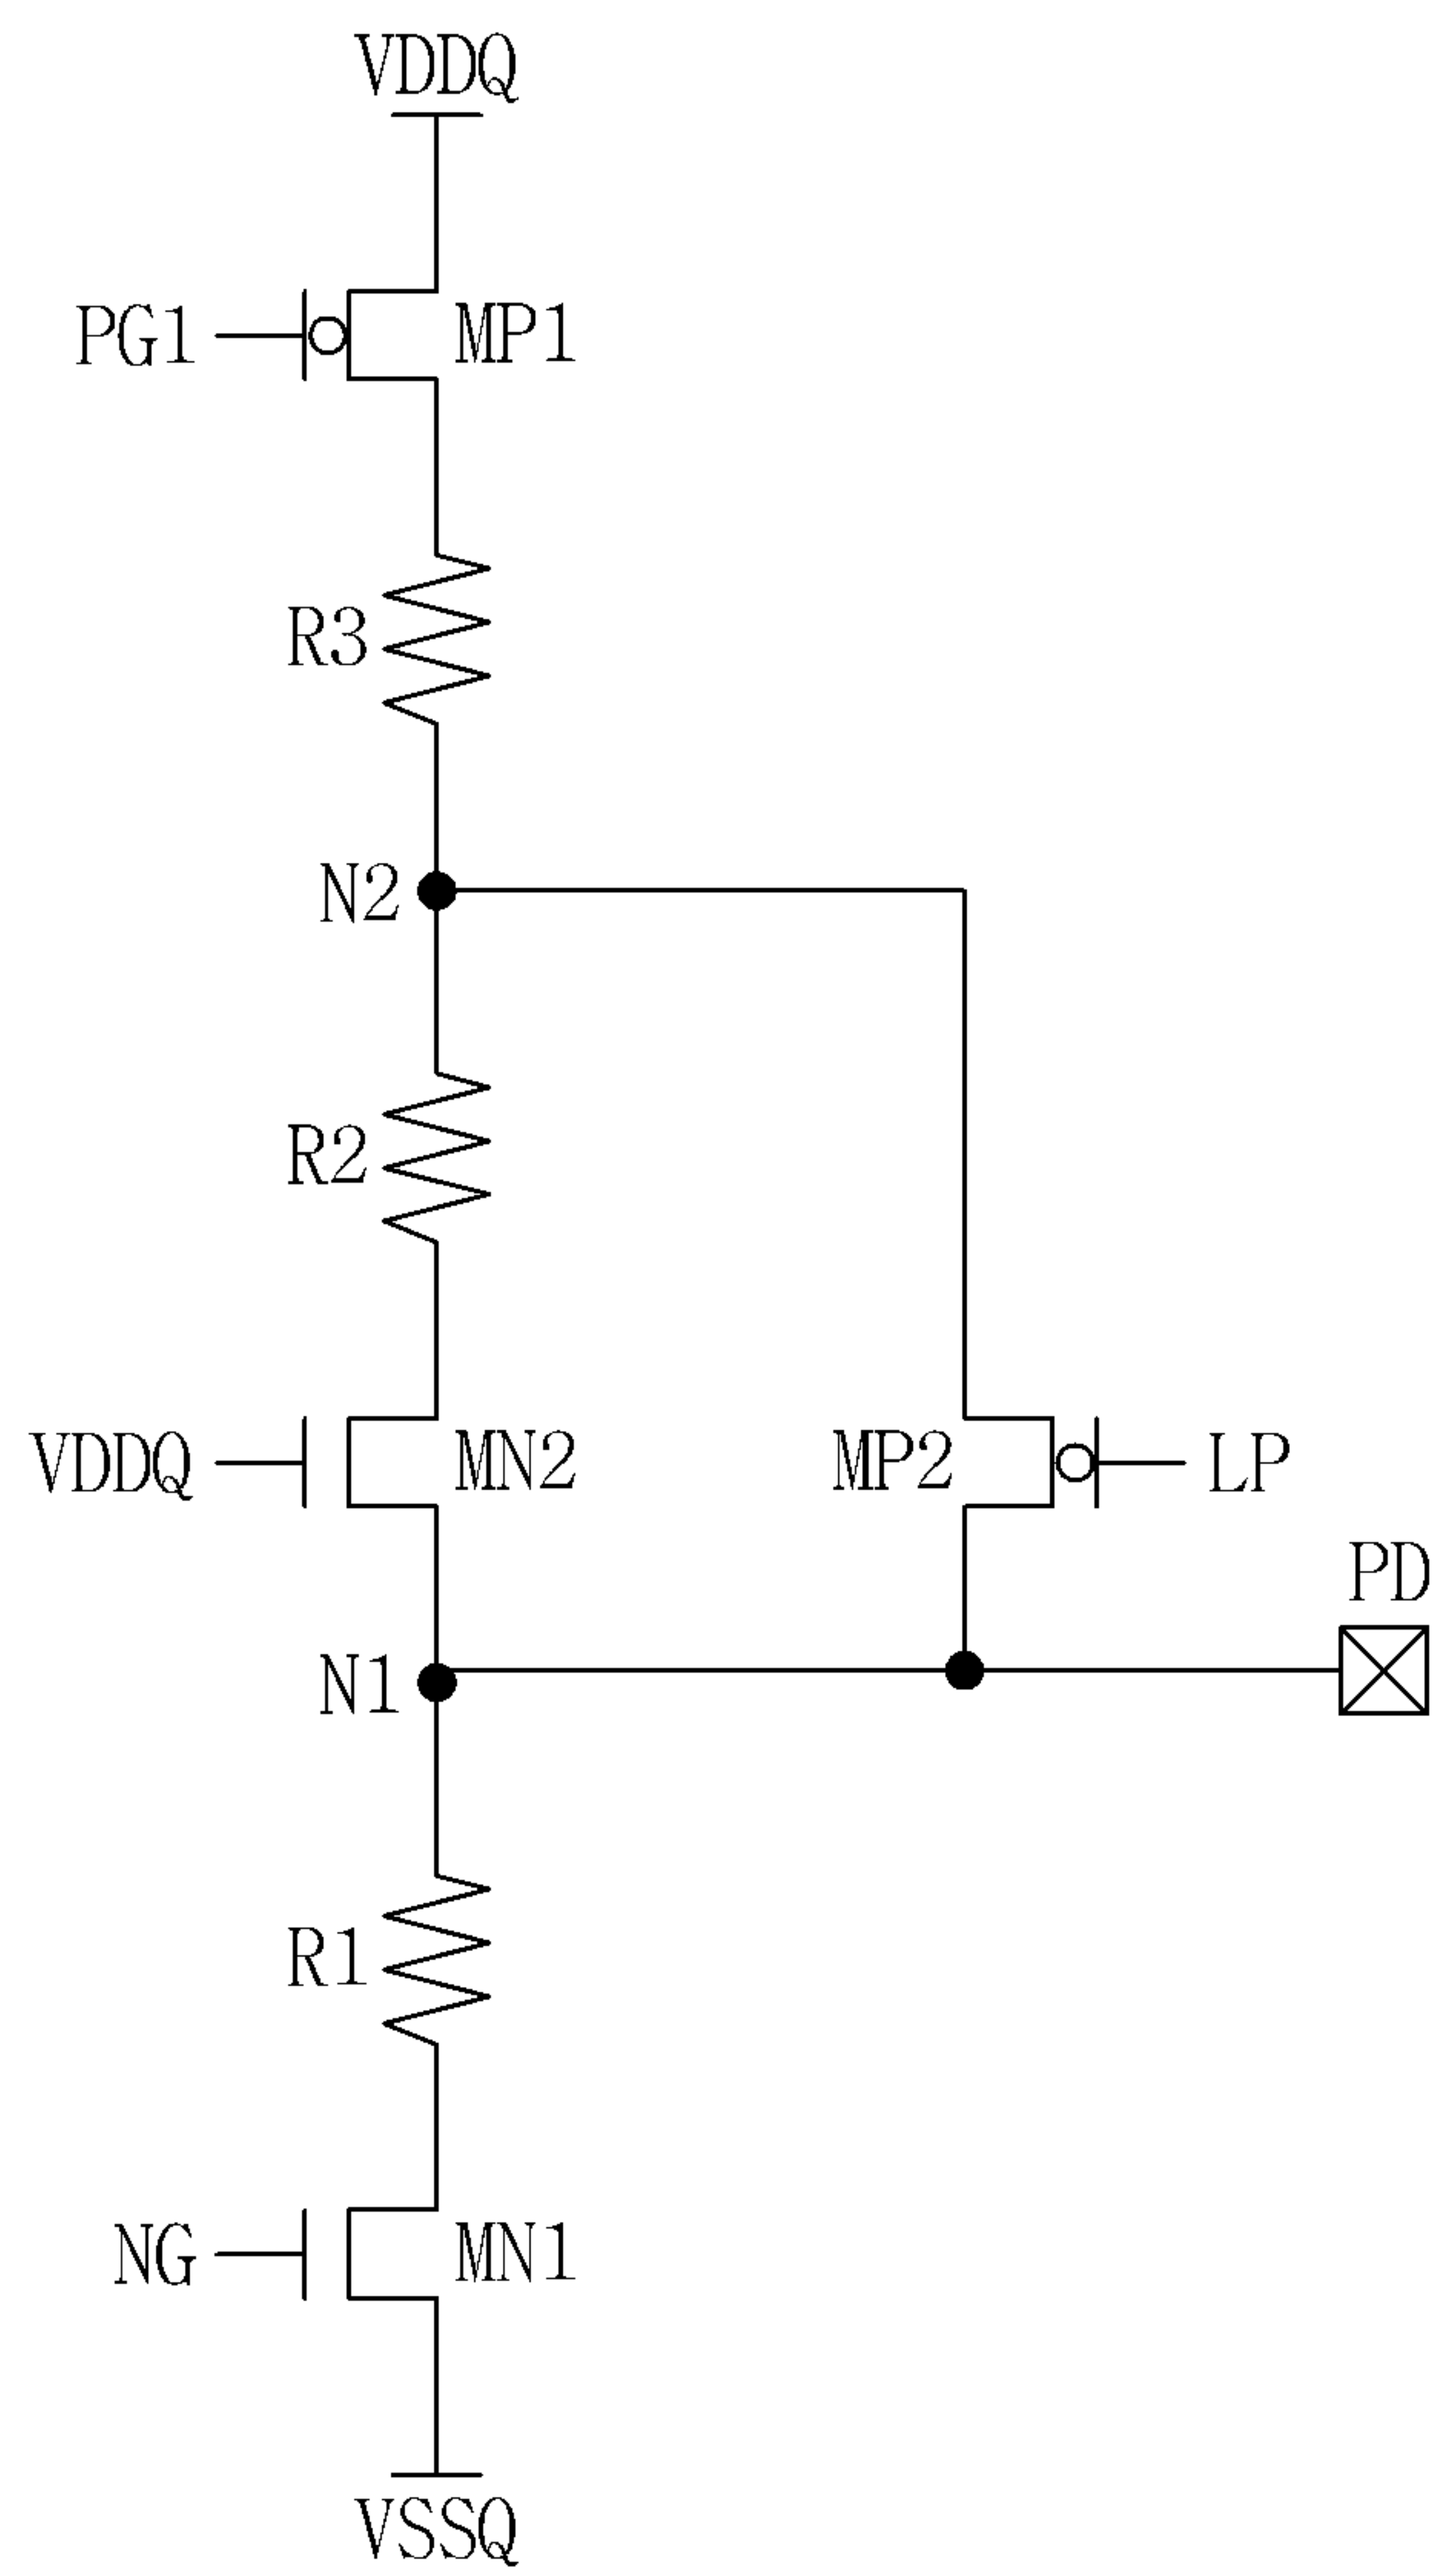 VDDQ
PG1
MP1
R3
N2
R2
VDDQ
MN2
MP2
LP
PD
N1
R1
NG
MN1
VSSQ